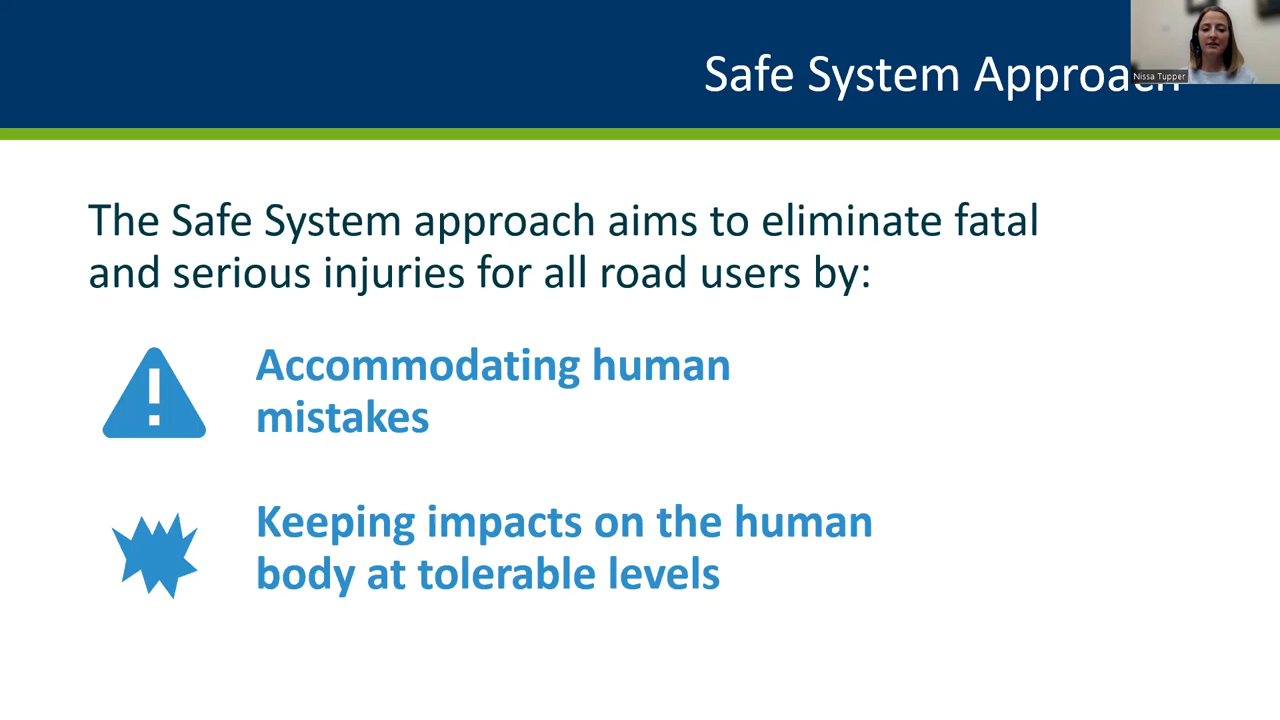 Safe System Approach
Nissa Tupper
The Safe System approach aims to eliminate fatal
and serious injuries for all road users by:
Accommodating human
mistakes
Keeping impacts on the human
body at tolerable levels